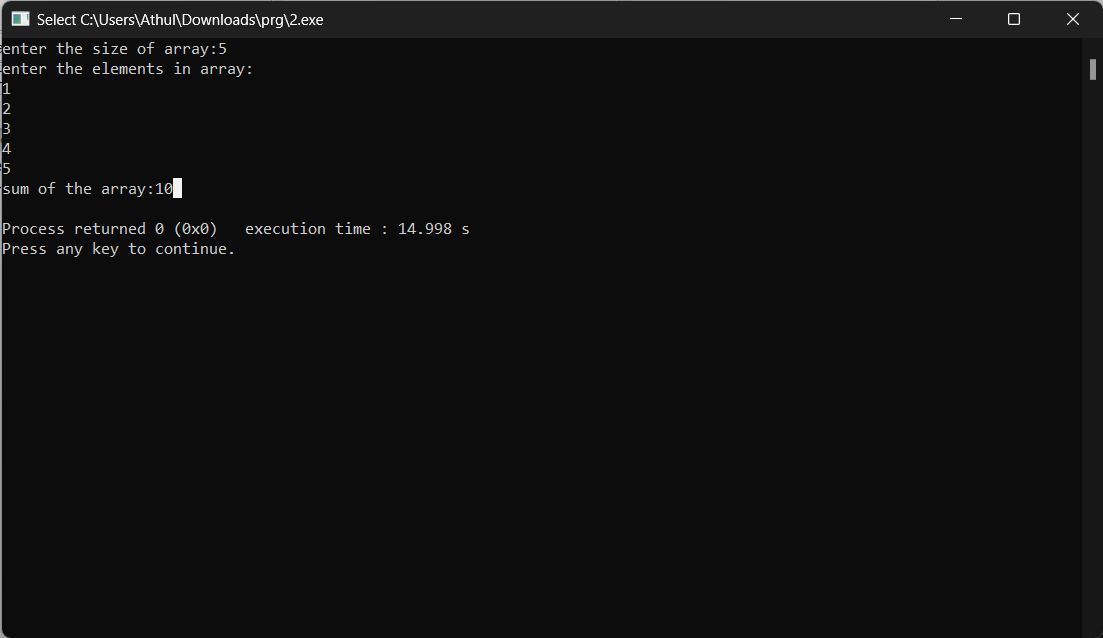 Select C:\Users\Athul\Downloads\prg\2.exe
enter the size of array:5
enter the elements in array:
1
2
3
4
5
sum of the array:10
Process returned 0 (0x0)   execution time : 14.998 s
Press any key to continue.